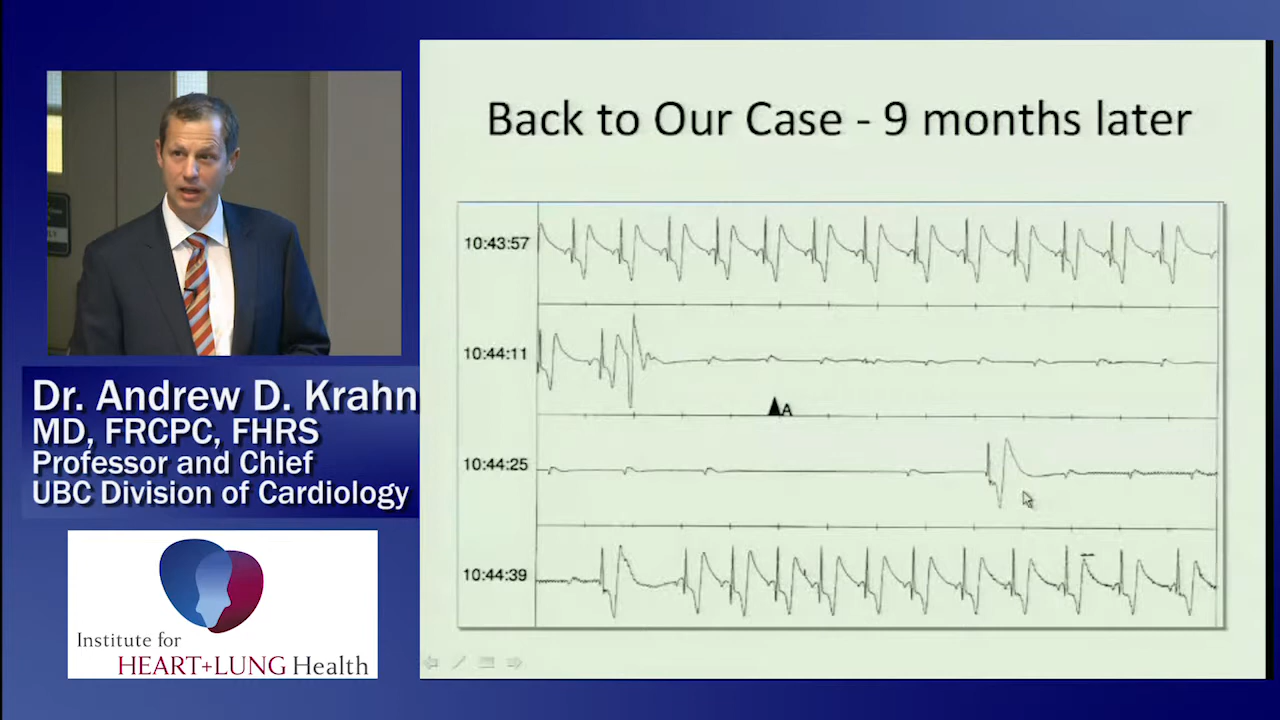 Back to Our Case - 9 months later
10:43:57
10:44:11
A
10:44:25
10:44:39
Dr. Andrew D. Krahn
MD, FRCPC, FHRS
Professor and Chief
UBC Division of Cardiology
Institute for
HEART+LUNG Health